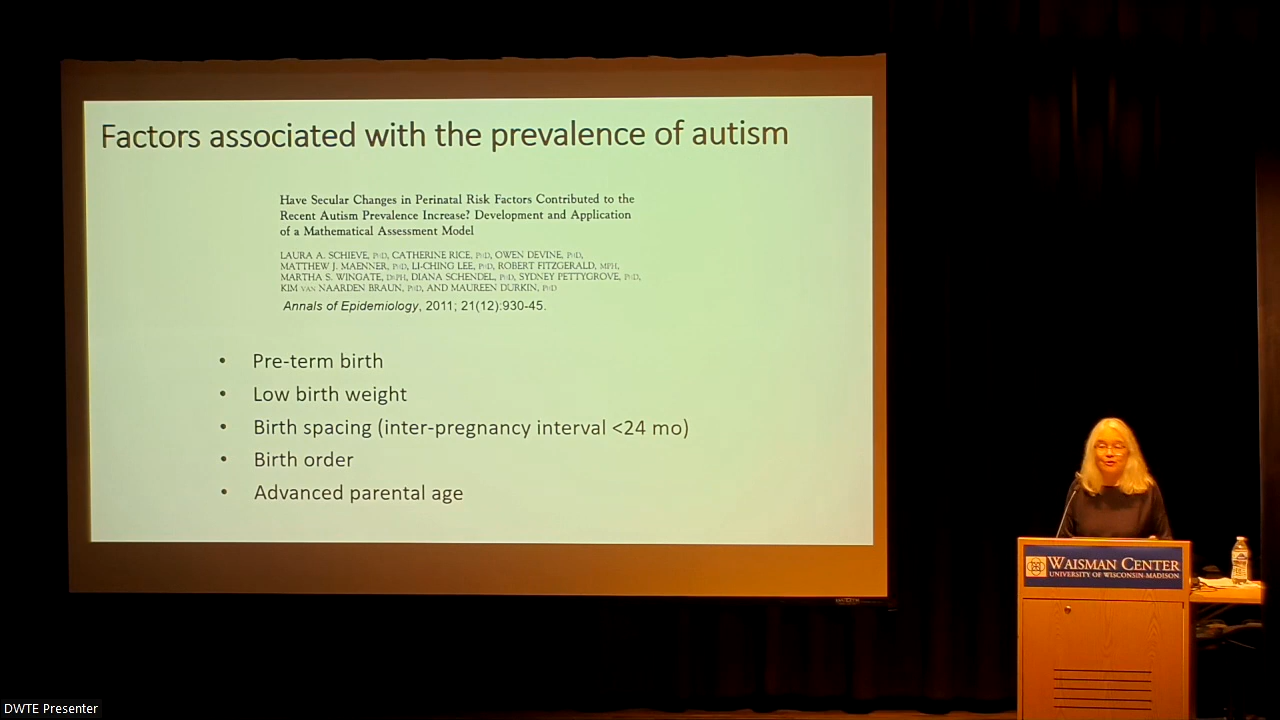 Factors associated with the prevalence of autism
Have Secular Changes in Perinatal Risk Factors Contributed to the
Recent Autism Prevalence Increase? Development and Application
of a Mathematical Assessment Model
LAURA A. SCHIEVE, PhD, CATHERINE RICE, PhD, OWEN DEVINE, PhD,
MATTHEW J. MAENNER, PhD, LI-CHING LEE, PhD, ROBERT FITZGERALD, MPH,
MARTHA S. WINGATE, DrPH, DIANA SCHENDEL, PhD, SYDNEY PETTYGROVE, PhD,
KIM VAN NAARDEN BRAUN, PhD, AND MAUREEN DURKIN, PhD
Annals of Epidemiology, 2011; 21(12):930-45.
• Pre-term birth
• Low birth weight
• Birth spacing (inter-pregnancy interval <24 mo)
• Birth order
• Advanced parental age
WAISMAN CENTER
UNIVERSITY OF WISCONSIN-MADISON
DWTE Presenter